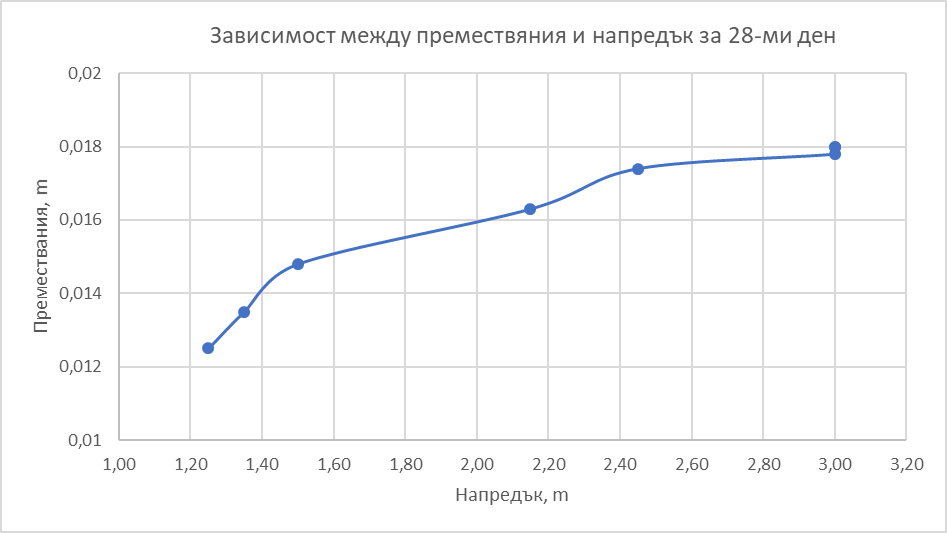 Зависимост между премествяния и напредък за 28-ми ден
0,02
0,018
0,016
0,014
0,012
0,01
Премествания, m
1,00 1,20 1,40 1,60 1,80 2,00 2,20 2,40 2,60 2,80 3,00 3,20
Напредък, m